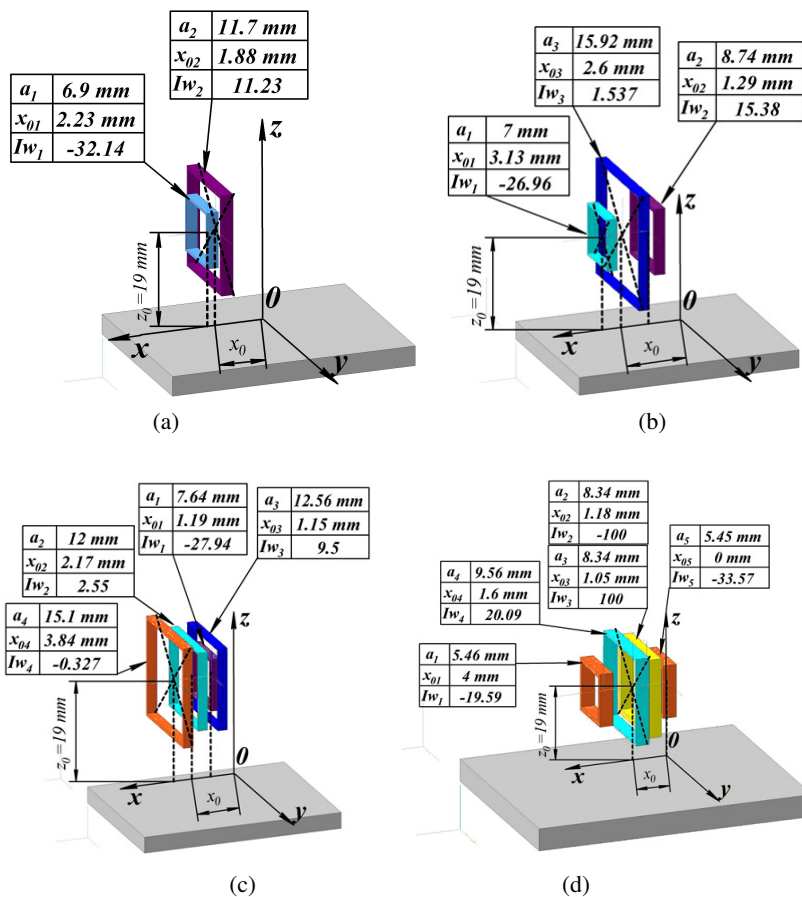 a₂ 11.7 mm
x₀₂ 1.88 mm
Iw₂ 11.23
a₁ 6.9 mm
x₀₁ 2.23 mm
Iw₁ -32.14
z
z₀=19 mm
0
x
x₀
y
(a)
a₃ 15.92 mm
x₀₃ 2.6 mm
Iw₃ 1.537
a₂ 8.74 mm
x₀₂ 1.29 mm
Iw₂ 15.38
a₁ 7 mm
x₀₁ 3.13 mm
Iw₁ -26.96
z
z₀=19 mm
0
x
x₀
y
(b)
a₁ 7.64 mm
x₀₁ 1.19 mm
Iw₁ -27.94
a₃ 12.56 mm
x₀₃ 1.15 mm
Iw₃ 9.5
a₂ 12 mm
x₀₂ 2.17 mm
Iw₂ 2.55
a₄ 15.1 mm
x₀₄ 3.84 mm
Iw₄ -0.327
z
z₀=19 mm
0
x
x₀
y
(c)
a₂ 8.34 mm
x₀₂ 1.18 mm
Iw₂ -100
a₃ 8.34 mm
x₀₃ 1.05 mm
Iw₃ 100
a₅ 5.45 mm
x₀₅ 0 mm
Iw₅ -33.57
a₄ 9.56 mm
x₀₄ 1.6 mm
Iw₄ 20.09
a₁ 5.46 mm
x₀₁ 4 mm
Iw₁ -19.59
z
z₀=19 mm
0
x
x₀
y
(d)